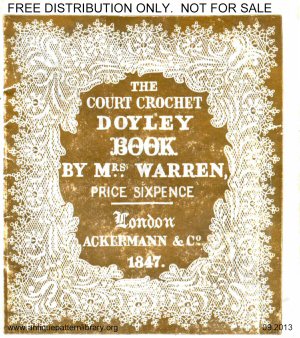 FREE DISTRIBUTION ONLY. NOT FOR SALE
THE
COURT CROCHET
DOYLEY
BOOK
BY MRS. WARREN,
PRICE SIXPENCE
London
ACKERMANN & Co.
1847.
www.antiquepatternlibrary.org 09.2013